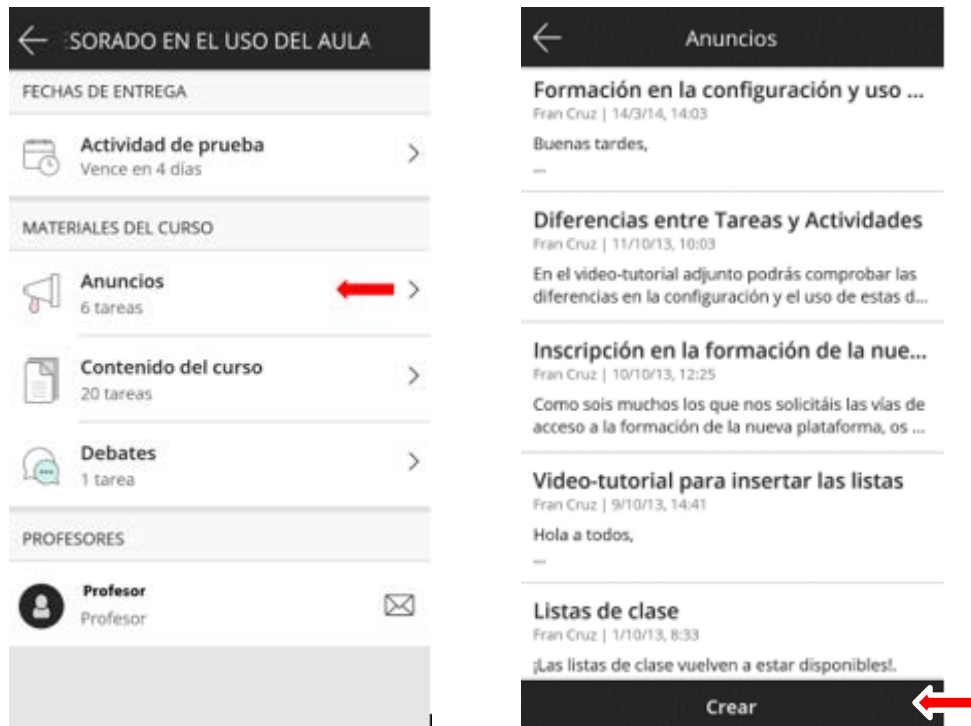 SORADO EN EL USO DEL AULA
FECHAS DE ENTREGA
Actividad de prueba
Vence en 4 días
MATERIALES DEL CURSO
Anuncios
6 tareas
Contenido del curso
20 tareas
Debates
1 tarea
PROFESORES
Profesor
Profesor
Anuncios
Formación en la configuración y uso ...
Fran Cruz | 14/3/14, 14:03
Buenas tardes,
...
Diferencias entre Tareas y Actividades
Fran Cruz | 11/10/13, 10:03
En el video-tutorial adjunto podrás comprobar las
diferencias en la configuración y el uso de estas d...
Inscripción en la formación de la nue...
Fran Cruz | 10/10/13, 12:25
Como sois muchos los que nos solicitáis las vías de
acceso a la formación de la nueva plataforma, os ...
Video-tutorial para insertar las listas
Fran Cruz | 9/10/13, 14:41
Hola a todos,
...
Listas de clase
Fran Cruz | 1/10/13, 8:33
¡Las listas de clase vuelven a estar disponibles!.
Crear